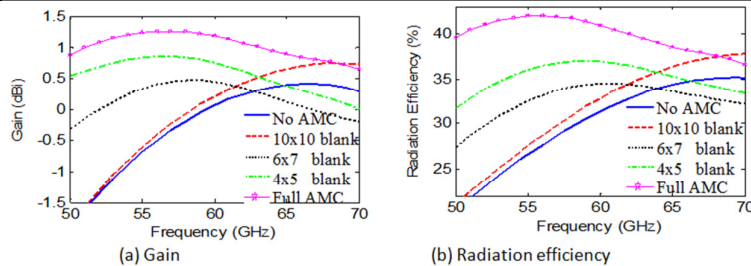 (a)
1.5
1
0.5
0
-0.5
-1
-1.5
Gain (dBi)
No AMC
10x10 blank
6x7 blank
4x5 blank
Full AMC
50 55 60 65 70
Frequency (GHz)
(a) Gain
(b)
40
35
30
25
Radiation Efficiency (%)
No AMC
10x10 blank
6x7 blank
4x5 blank
Full AMC
50 55 60 65 70
Frequency (GHz)
(b) Radiation efficiency